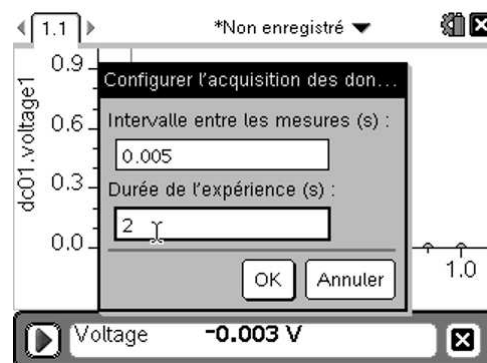 1.1 *Non enregistré
0.9
Configurer l'acquisition des don...
dc01.voltage1
0.6
Intervalle entre les mesures (s) :
0.005
0.3
Durée de l'expérience (s) :
2
0.0
OK Annuler
1.0
Voltage -0.003 V